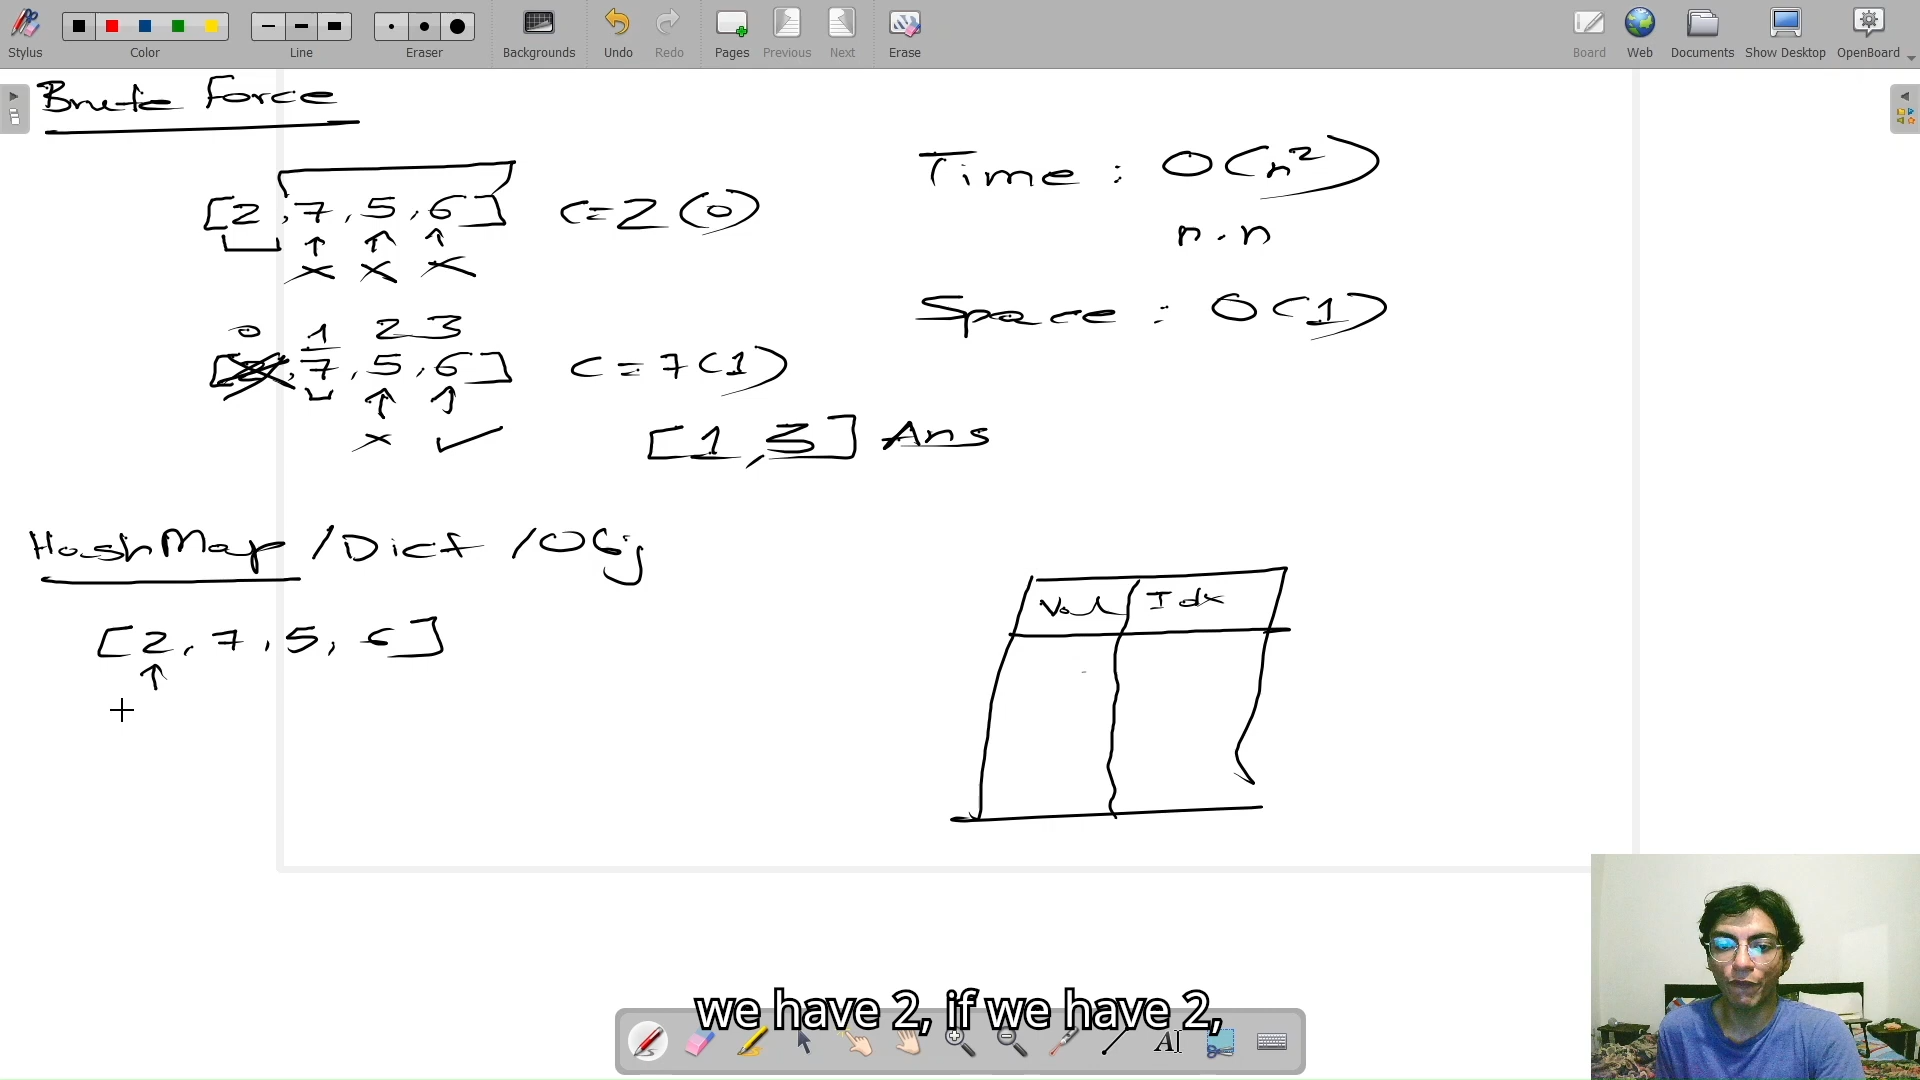 Stylus
Color
Line
Eraser
Backgrounds
Undo
Redo
Pages
Previous
Next
Erase
Board
Web
Documents
Show Desktop
OpenBoard
Brute Force
[2,7,5,6] C=2(0)
Time : O(n²)
n.n
Space : O(1)
0 1 2 3
,7,5,6] C=7(1)
[1,3] Ans
HashMap/Dict/Obj
Val Idx
[2,7,5,6]
we have 2, if we have 2,